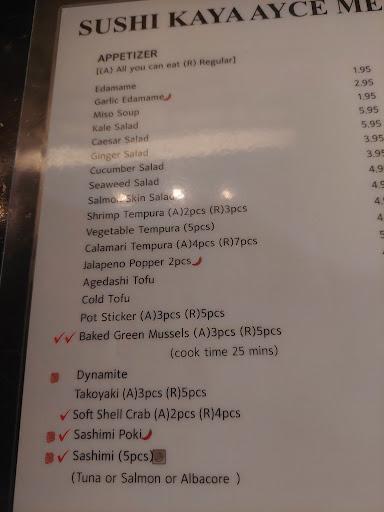 SUSHI KAYA AYCE ME
APPETIZER
[(A) All you can eat (R) Regular]
Edamame 1.95
Garlic Edamame 2.95
Miso Soup 1.95
Kale Salad 5.95
Caesar Salad 5.95
Ginger Salad 3.95
Cucumber Salad 3.95
Seaweed Salad 4.9
Salmon Skin Salad 4.
Shrimp Tempura (A)2pcs (R)3pcs
Vegetable Tempura (5pcs)
Calamari Tempura (A)4pcs (R)7pcs
Jalapeno Popper 2pcs
Agedashi Tofu
Cold Tofu
Pot Sticker (A)3pcs (R)5pcs
Baked Green Mussels (A)3pcs (R)5pcs
(cook time 25 mins)
Dynamite
Takoyaki (A)3pcs (R)5pcs
Soft Shell Crab (A)2pcs (R)4pcs
Sashimi Poki
Sashimi (5pcs)
(Tuna or Salmon or Albacore )